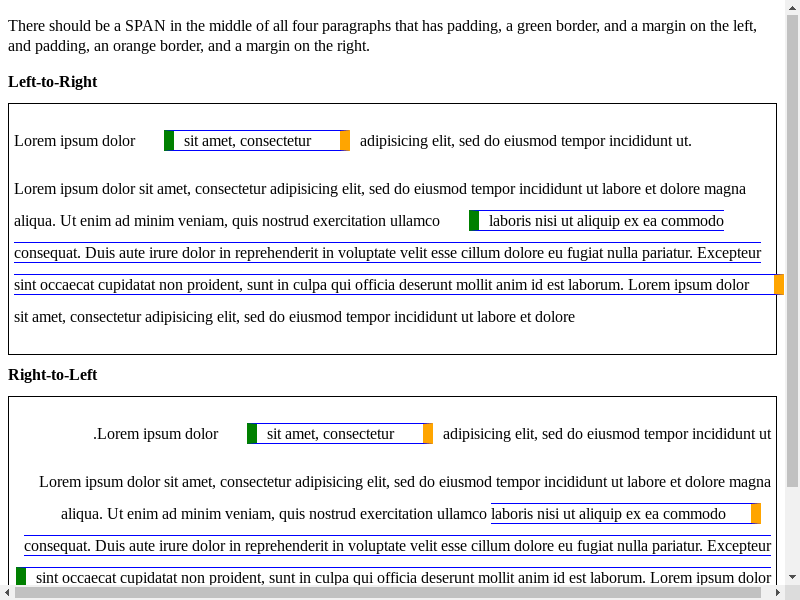 There should be a SPAN in the middle of all four paragraphs that has padding, a green border, and a margin on the left,
and padding, an orange border, and a margin on the right.
Left-to-Right
Lorem ipsum dolor sit amet, consectetur adipisicing elit, sed do eiusmod tempor incididunt ut.
Lorem ipsum dolor sit amet, consectetur adipisicing elit, sed do eiusmod tempor incididunt ut labore et dolore magna
aliqua. Ut enim ad minim veniam, quis nostrud exercitation ullamco laboris nisi ut aliquip ex ea commodo
consequat. Duis aute irure dolor in reprehenderit in voluptate velit esse cillum dolore eu fugiat nulla pariatur. Excepteur
sint occaecat cupidatat non proident, sunt in culpa qui officia deserunt mollit anim id est laborum. Lorem ipsum dolor
sit amet, consectetur adipisicing elit, sed do eiusmod tempor incididunt ut labore et dolore
Right-to-Left
.Lorem ipsum dolor sit amet, consectetur adipisicing elit, sed do eiusmod tempor incididunt ut
Lorem ipsum dolor sit amet, consectetur adipisicing elit, sed do eiusmod tempor incididunt ut labore et dolore magna
aliqua. Ut enim ad minim veniam, quis nostrud exercitation ullamco laboris nisi ut aliquip ex ea commodo
consequat. Duis aute irure dolor in reprehenderit in voluptate velit esse cillum dolore eu fugiat nulla pariatur. Excepteur
sint occaecat cupidatat non proident, sunt in culpa qui officia deserunt mollit anim id est laborum. Lorem ipsum dolor